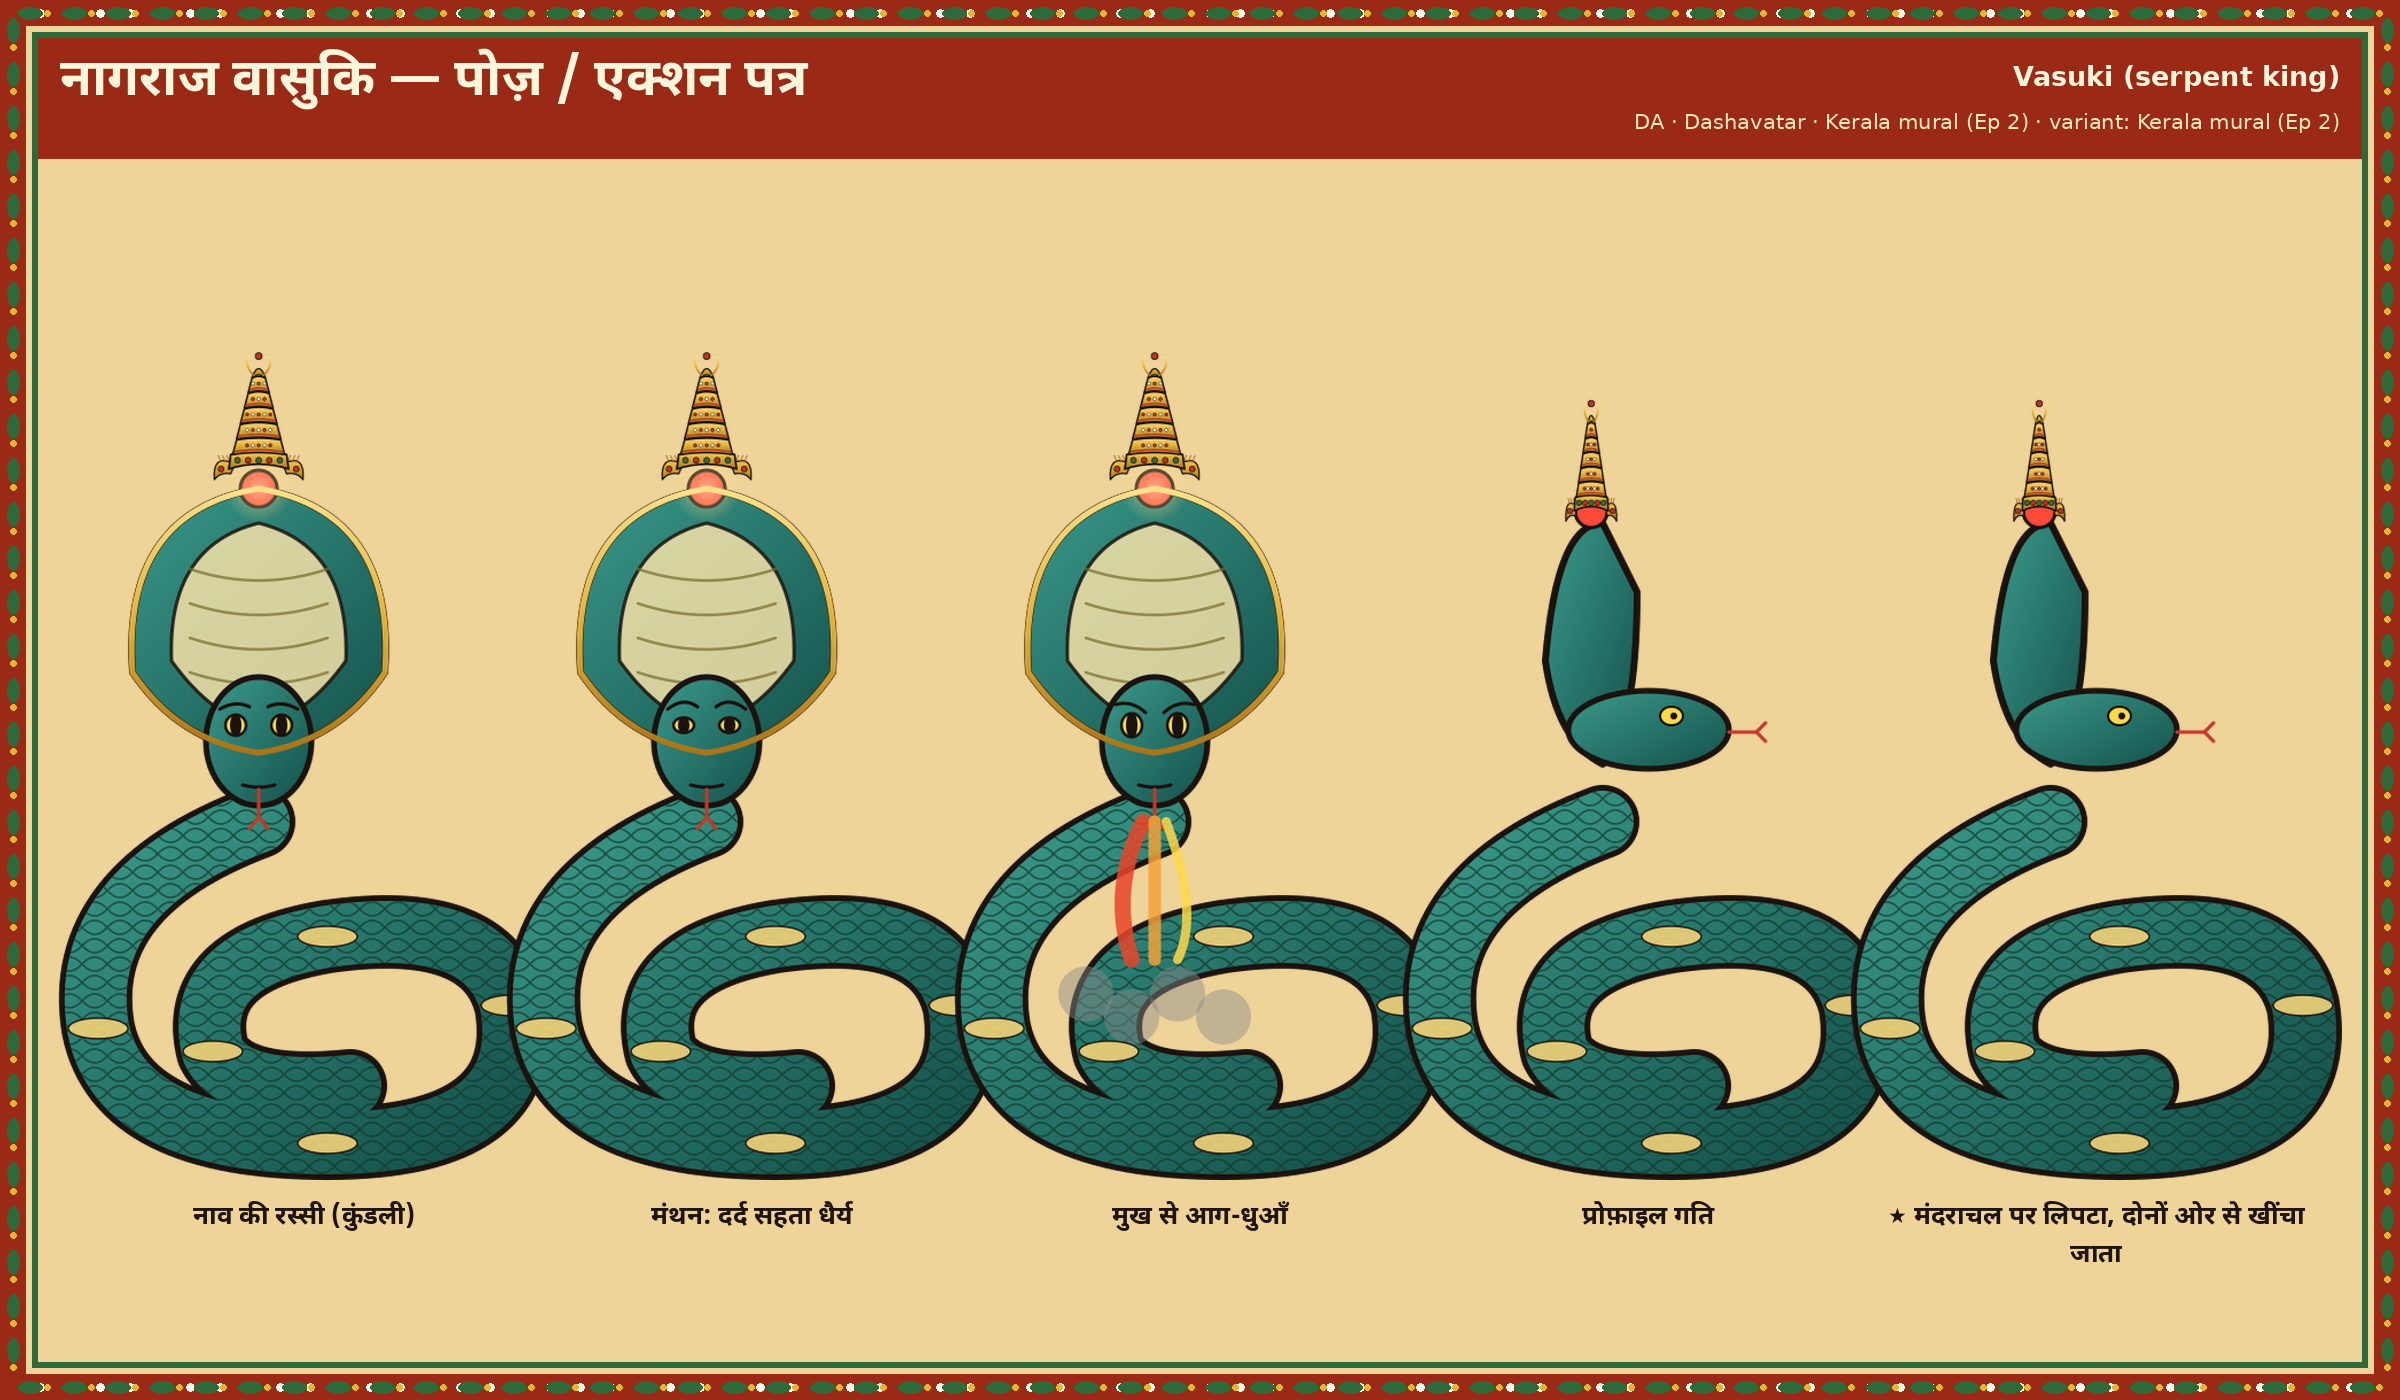 नागराज वासुकि — पोज़ / एक्शन पत्र
Vasuki (serpent king)
DA · Dashavatar · Kerala mural (Ep 2) · variant: Kerala mural (Ep 2)
नाव की रस्सी (कुंडली)
मंथन: दर्द सहता धैर्य
मुख से आग-धुआँ
प्रोफ़ाइल गति
★ मंदराचल पर लिपटा, दोनों ओर से खींचा
जाता